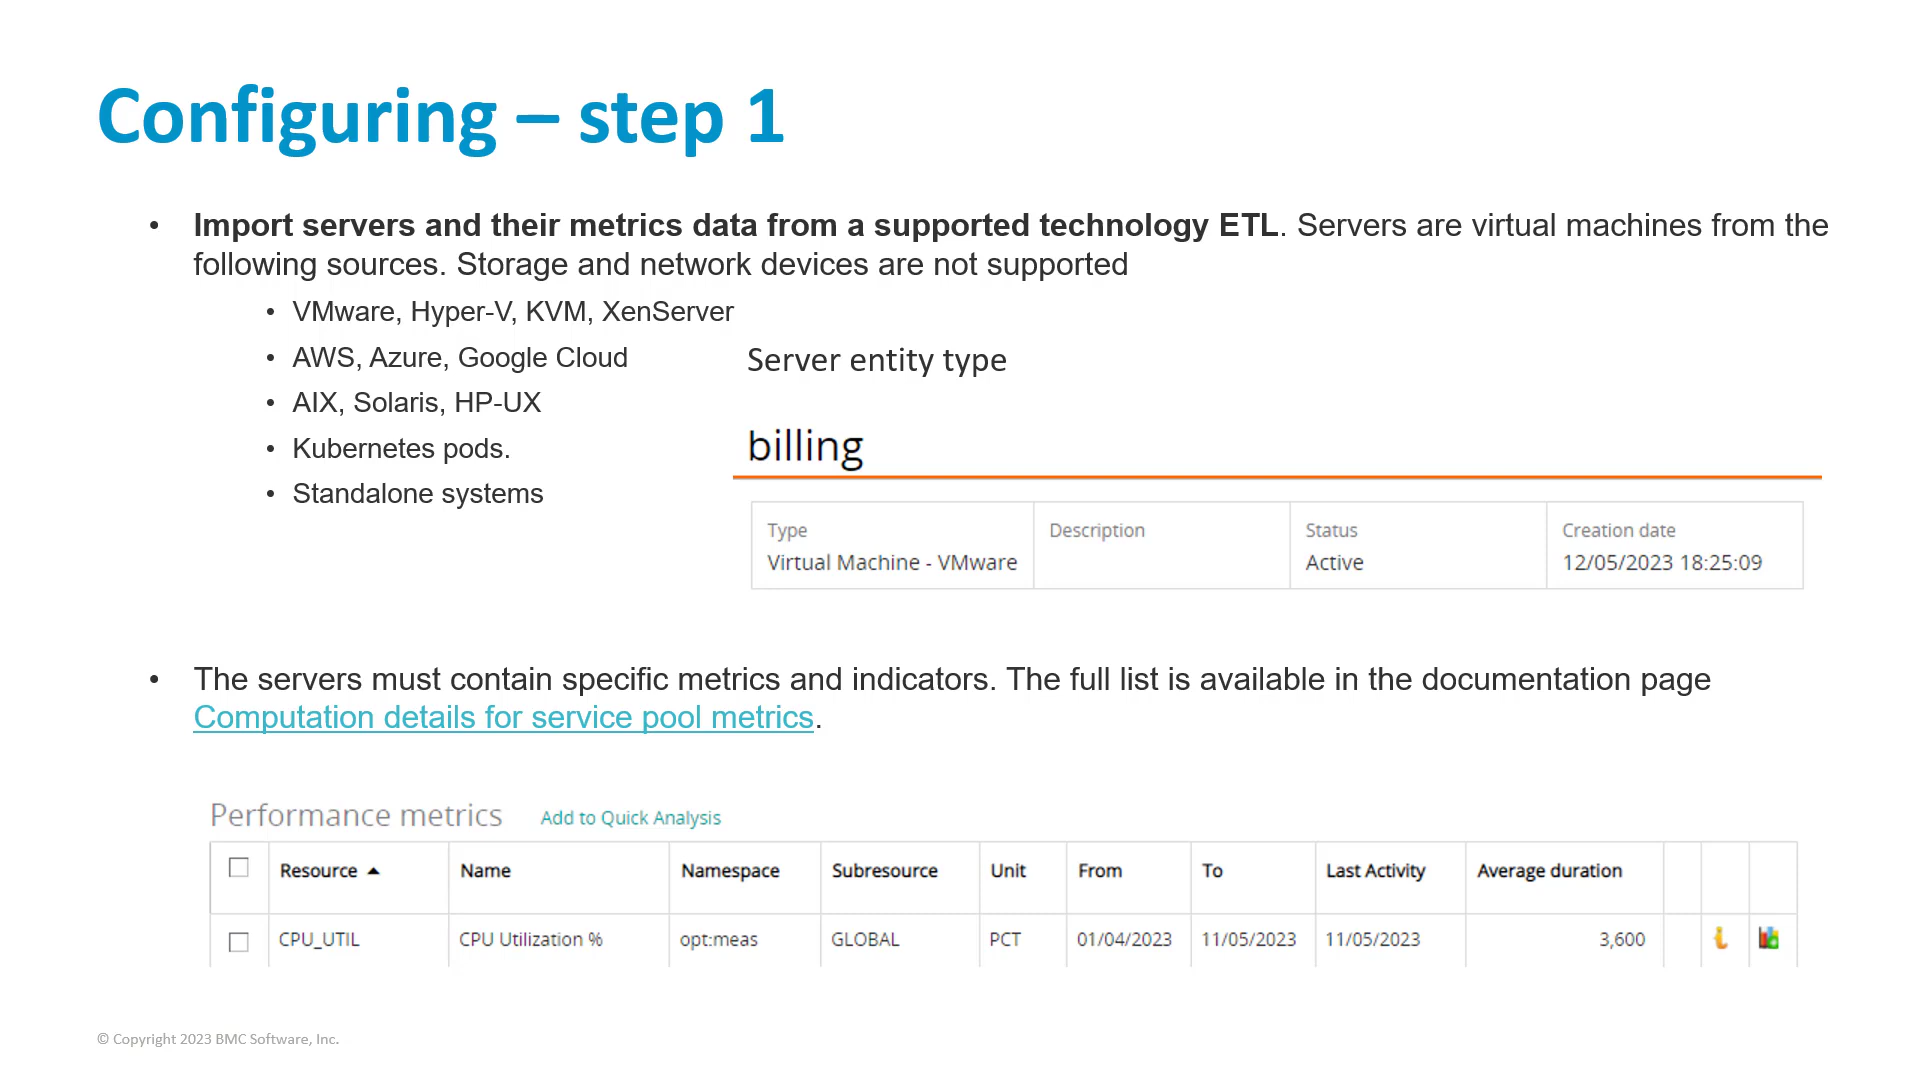 Configuring – step 1
• Import servers and their metrics data from a supported technology ETL. Servers are virtual machines from the
following sources. Storage and network devices are not supported
• VMware, Hyper-V, KVM, XenServer
• AWS, Azure, Google Cloud
• AIX, Solaris, HP-UX
• Kubernetes pods.
• Standalone systems
Server entity type
billing
Type Description Status Creation date
Virtual Machine - VMware Active 12/05/2023 18:25:09
• The servers must contain specific metrics and indicators. The full list is available in the documentation page
Computation details for service pool metrics.
Performance metrics Add to Quick Analysis
Resource Name Namespace Subresource Unit From To Last Activity Average duration
CPU_UTIL CPU Utilization % opt:meas GLOBAL PCT 01/04/2023 11/05/2023 11/05/2023 3,600
© Copyright 2023 BMC Software, Inc.